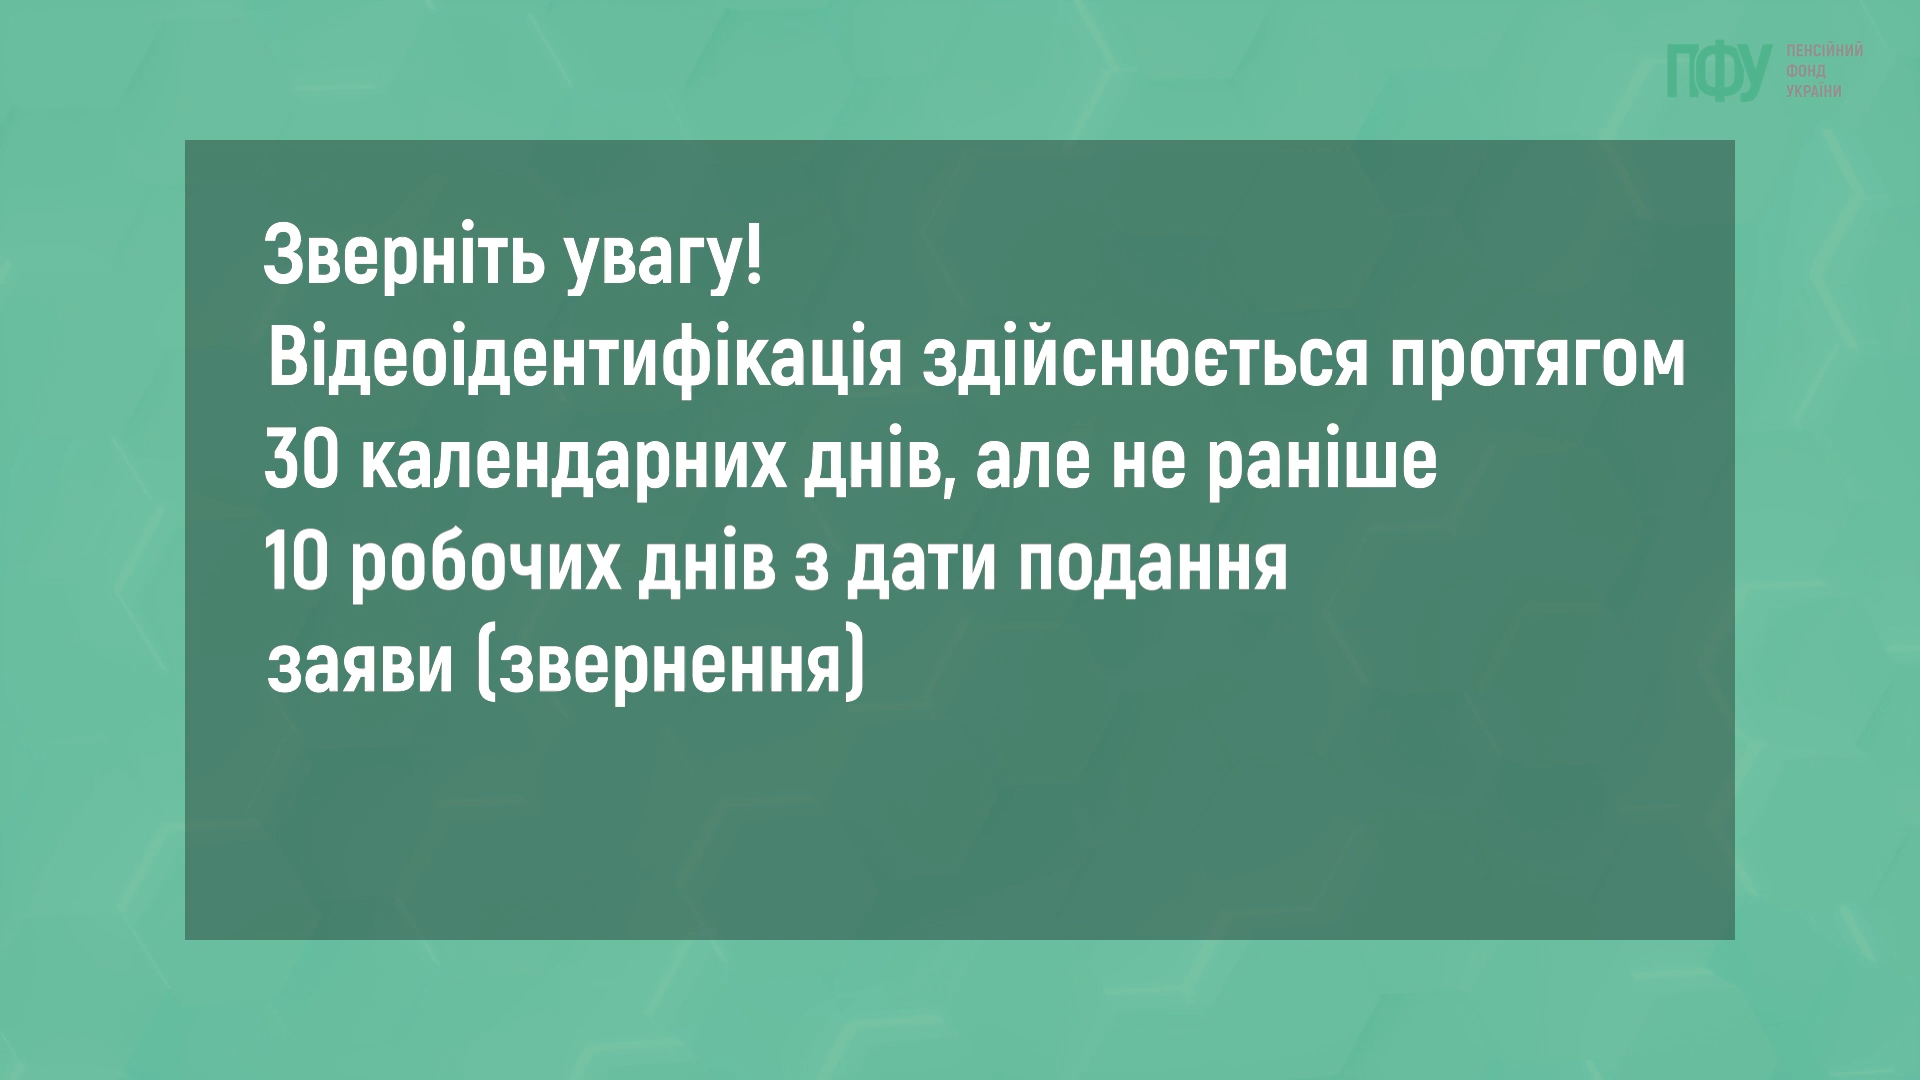 ПФУ ПЕНСІЙНИЙ
ФОНД
УКРАЇНИ
Зверніть увагу!
Відеоідентифікація здійснюється протягом
30 календарних днів, але не раніше
10 робочих днів з дати подання
заяви (звернення)